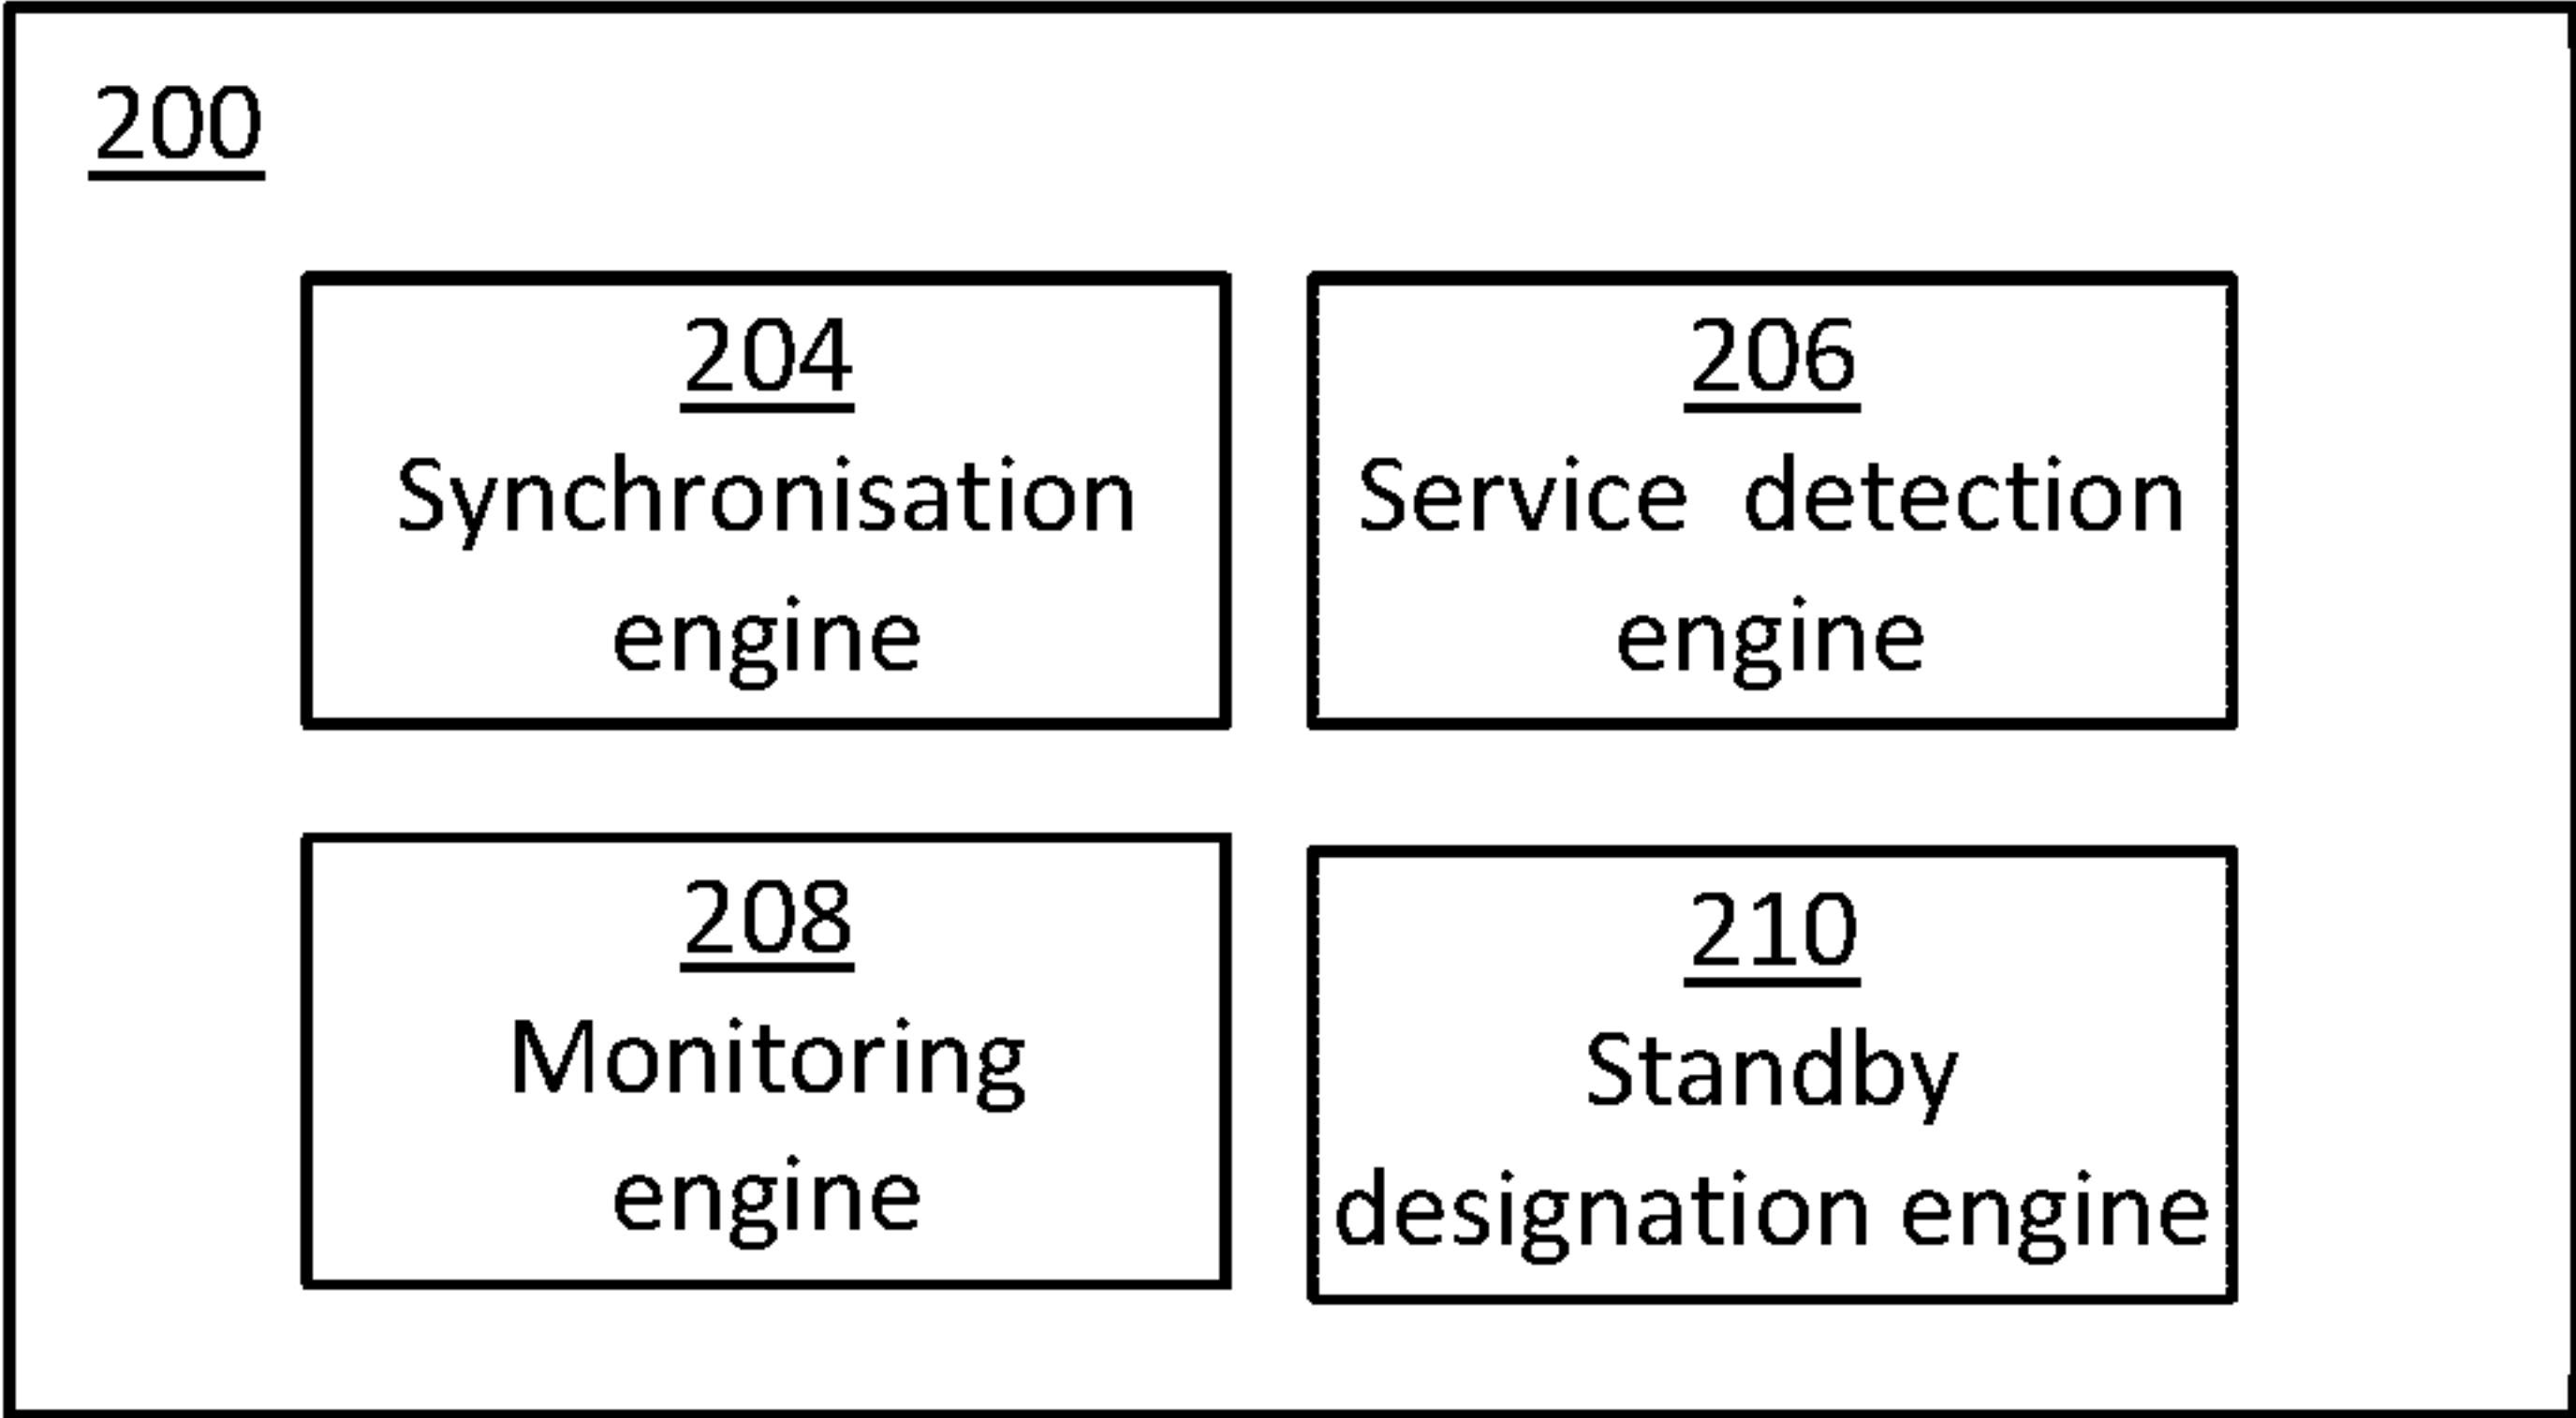 200
204
Synchronisation
engine
206
Service detection
engine
208
Monitoring
engine
210
Standby
designation engine